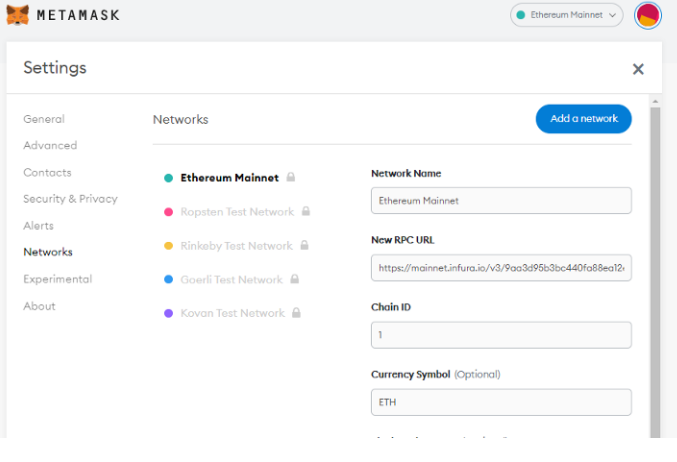 METAMASK
Ethereum Mainnet
Settings
General
Advanced
Contacts
Security & Privacy
Alerts
Networks
Experimental
About
Networks
Add a network
Ethereum Mainnet
Ropsten Test Network
Rinkeby Test Network
Goerli Test Network
Kovan Test Network
Network Name
Ethereum Mainnet
New RPC URL
https://mainnet.infura.io/v3/9aa3d95b3bc440fa88ea12
Chain ID
1
Currency Symbol (Optional)
ETH